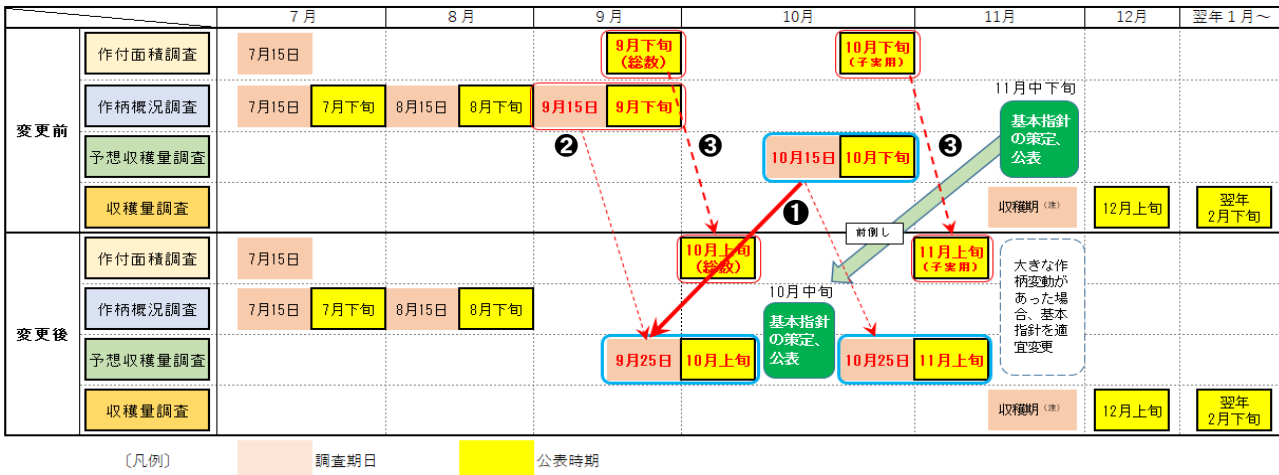 7月 8月 9月 10月 11月 12月 翌年1月～
変更前
作付面積調査 7月15日 9月下旬 10月下旬
(総数) (子実用)
11月中下旬
作柄概況調査 7月15日 7月下旬 8月15日 8月下旬 9月15日 9月下旬
基本指針
の策定、
公表
❷ ❸ ❸
予想収穫量調査 10月15日 10月下旬
収穫量調査 収穫期（注） 12月上旬 翌年
2月下旬
❶
前倒し
変更後
作付面積調査 7月15日 10月上旬 11月上旬
(総数) (子実用)
大きな作
柄変動が
あった場
合、基本
指針を適
宜変更
10月中旬
作柄概況調査 7月15日 7月下旬 8月15日 8月下旬
基本指針
の策定、
公表
予想収穫量調査 9月25日 10月上旬 10月25日 11月上旬
収穫量調査 収穫期（注） 12月上旬 翌年
2月下旬
〔凡例〕 調査期日 公表時期